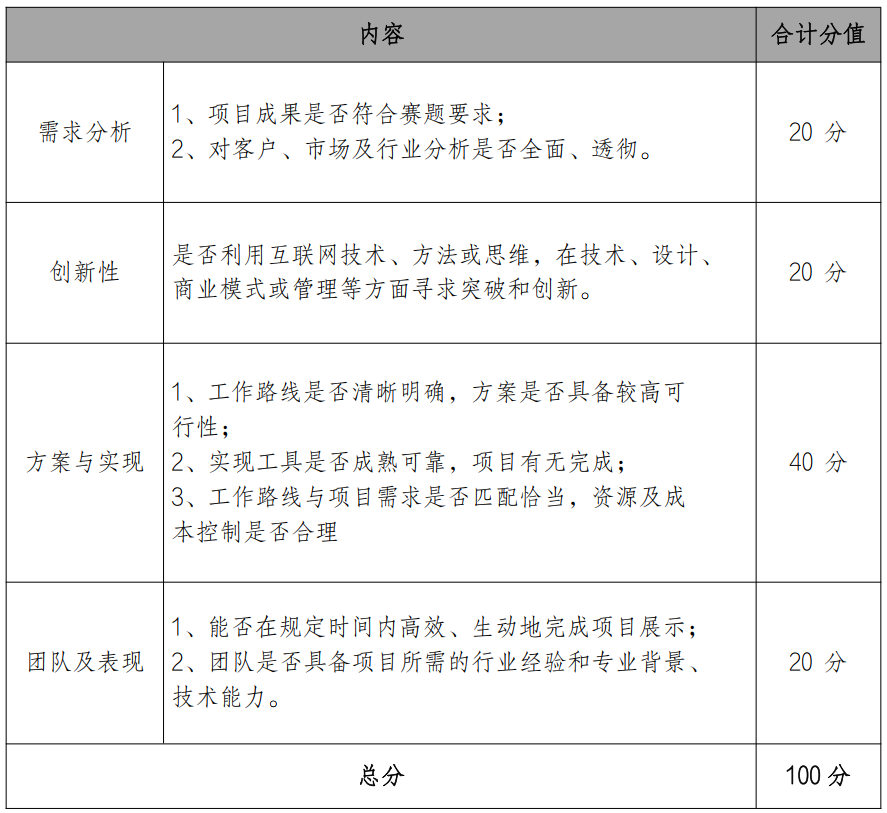 内容 合计分值
需求分析
1、项目成果是否符合赛题要求；
2、对客户、市场及行业分析是否全面、透彻。
20 分
创新性
是否利用互联网技术、方法或思维，在技术、设计、
商业模式或管理等方面寻求突破和创新。
20 分
方案与实现
1、工作路线是否清晰明确，方案是否具备较高可
行性；
2、实现工具是否成熟可靠，项目有无完成；
3、工作路线与项目需求是否匹配恰当，资源及成
本控制是否合理
40 分
团队及表现
1、能否在规定时间内高效、生动地完成项目展示；
2、团队是否具备项目所需的行业经验和专业背景、
技术能力。
20 分
总分 100 分